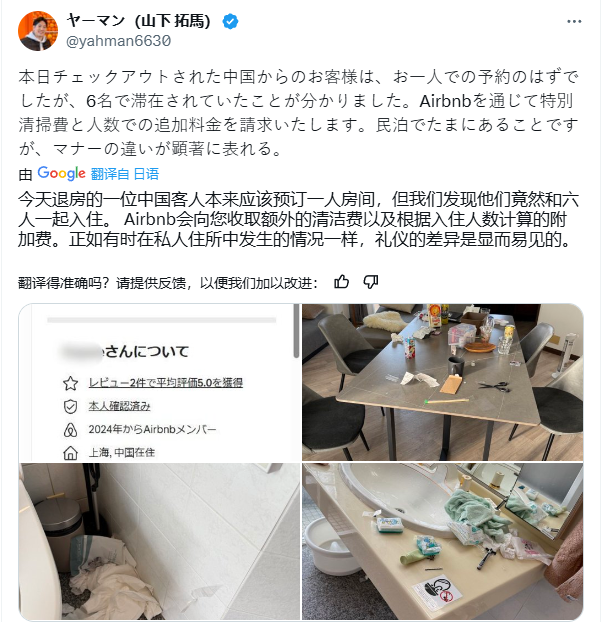 ヤーマン（山下 拓馬）
@yahman6630
本日チェックアウトされた中国からのお客様は、お一人での予約のはずで
したが、6名で滞在されていたことが分かりました。Airbnbを通じて特別
清掃費と人数での追加料金を請求いたします。民泊でたまにあることです
が、マナーの違いが顕著に表れる。
由 Google 翻译自 日语
今天退房的一位中国客人本来应该预订一人房间，但我们发现他们竟然和六
人一起入住。 Airbnb会向您收取额外的清洁费以及根据入住人数计算的附
加费。正如有时在私人住所中发生的情况一样，礼仪的差异是显而易见的。
翻译得准确吗？请提供反馈，以便我们加以改进：
さんについて
レビュー2件で平均評価5.0を獲得
本人確認済み
2024年からAirbnbメンバー
上海, 中国在住